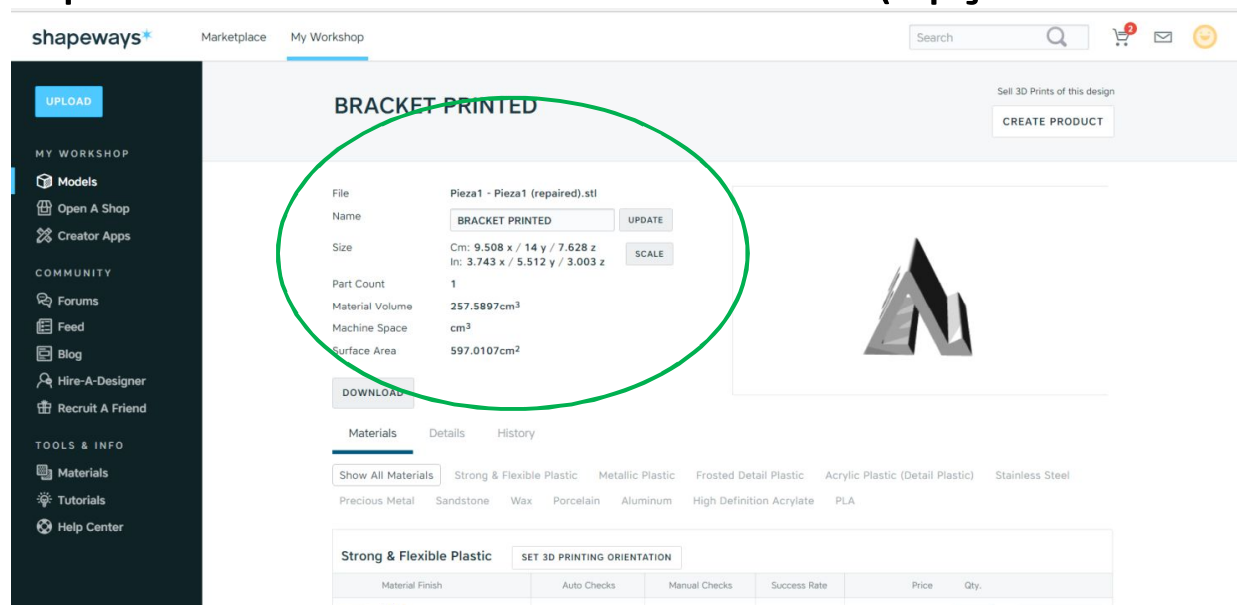 shapeways*
Marketplace My Workshop
Search
2
UPLOAD
BRACKET PRINTED
Sell 3D Prints of this design
CREATE PRODUCT
MY WORKSHOP
Models
Open A Shop
Creator Apps
COMMUNITY
Forums
Feed
Blog
Hire-A-Designer
Recruit A Friend
TOOLS & INFO
Materials
Tutorials
Help Center
File Pieza1 - Pieza1 (repaired).stl
Name BRACKET PRINTED UPDATE
Size Cm: 9.508 x / 14 y / 7.628 z
In: 3.743 x / 5.512 y / 3.003 z
SCALE
Part Count 1
Material Volume 257.5897cm³
Machine Space cm³
Surface Area 597.0107cm²
DOWNLOAD
Materials Details History
Show All Materials Strong & Flexible Plastic Metallic Plastic Frosted Detail Plastic Acrylic Plastic (Detail Plastic) Stainless Steel
Precious Metal Sandstone Wax Porcelain Aluminum High Definition Acrylate PLA
Strong & Flexible Plastic SET 3D PRINTING ORIENTATION
Material Finish Auto Checks Manual Checks Success Rate Price Qty.